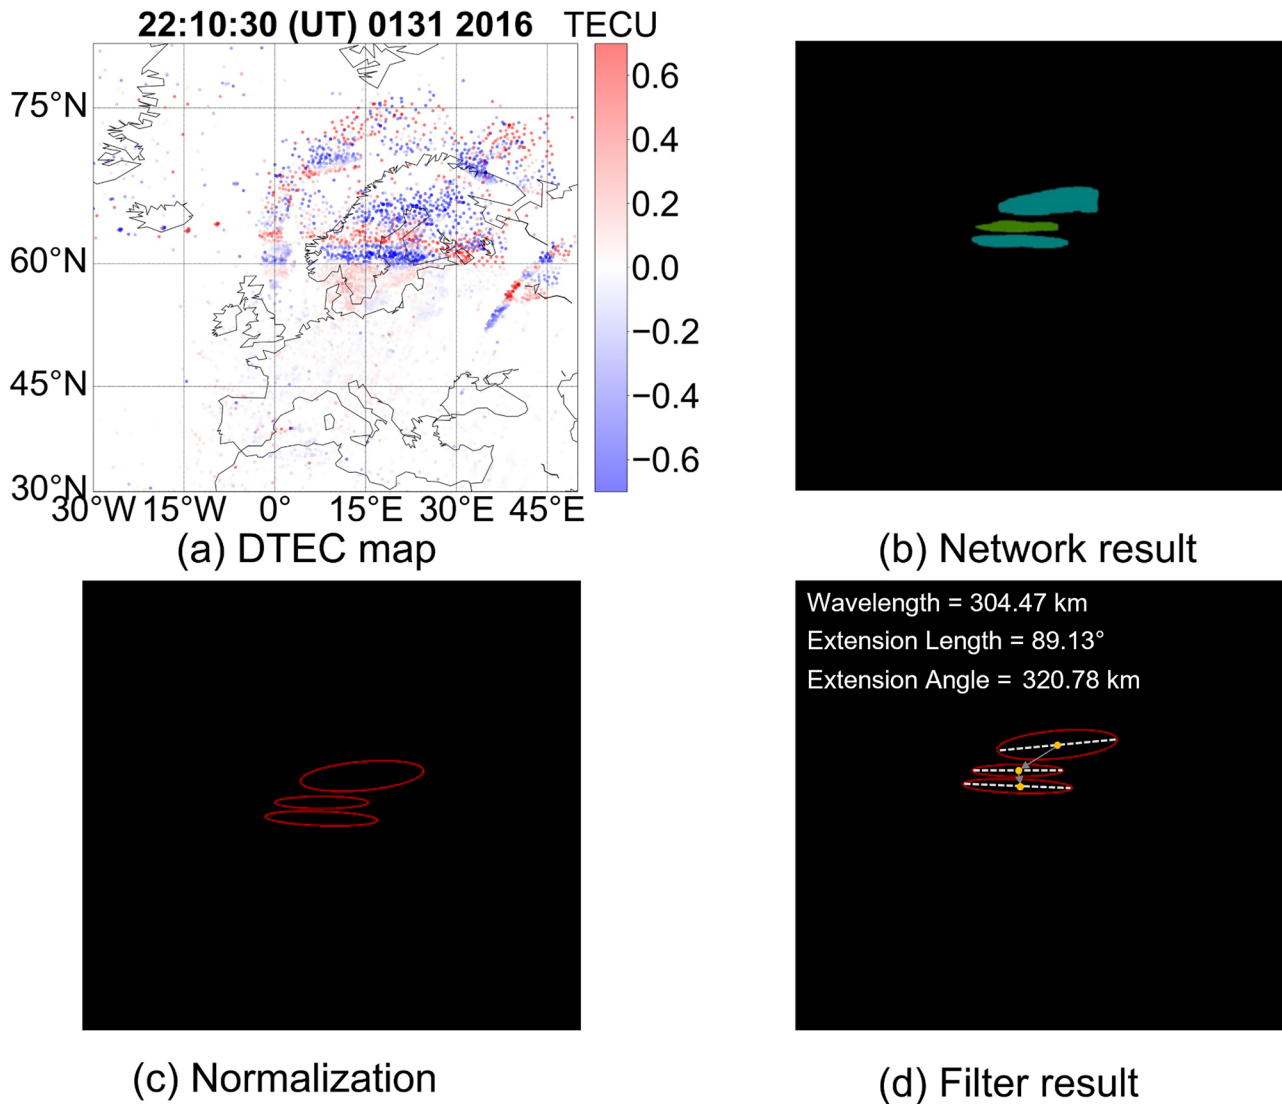 22:10:30 (UT) 0131 2016 TECU
75°N
60°N
45°N
30°N
30°W 15°W 0° 15°E 30°E 45°E
0.6
0.4
0.2
0.0
−0.2
−0.4
−0.6
(a) DTEC map
(b) Network result
Wavelength = 304.47 km
Extension Length = 89.13°
Extension Angle = 320.78 km
(c) Normalization
(d) Filter result